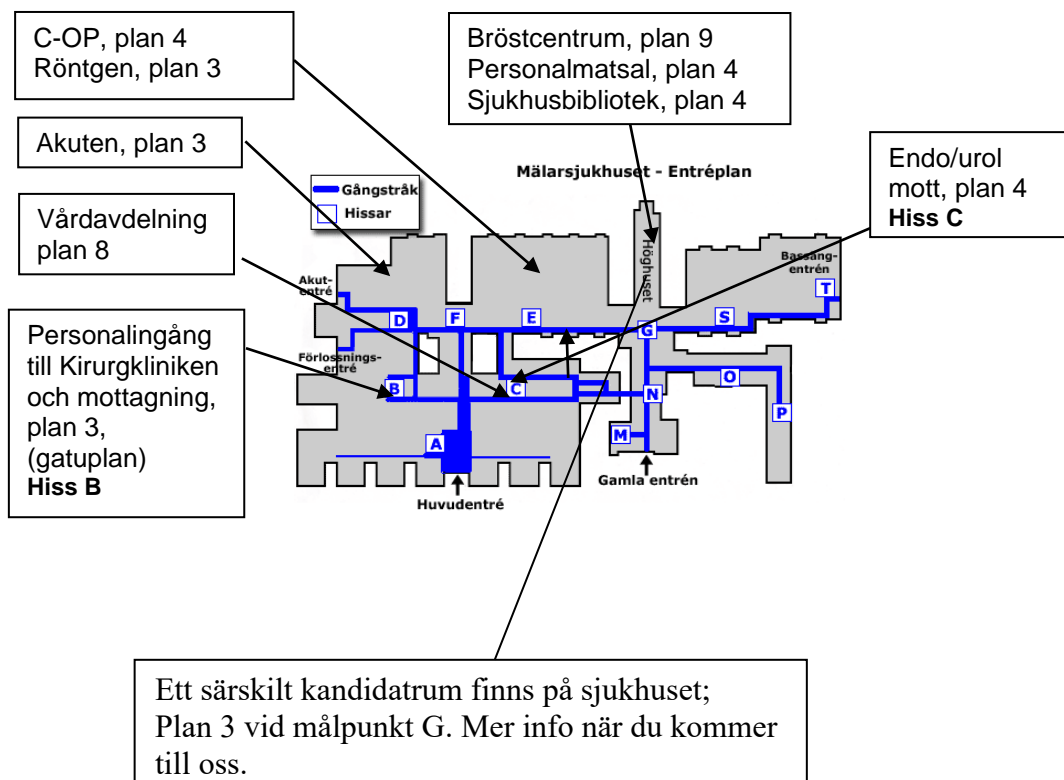 C-OP, plan 4
Röntgen, plan 3
Bröstcentrum, plan 9
Personalmatsal, plan 4
Sjukhusbibliotek, plan 4
Akuten, plan 3
Endo/urol
mott, plan 4
Hiss C
Vårdavdelning
plan 8
Personalingång
till Kirurgkliniken
och mottagning,
plan 3,
(gatuplan)
Hiss B
Mälarsjukhuset - Entréplan
Gångstråk
Hissar
Höghuset
Bassäng-
entrén
Akut-
entré
Förlossnings-
entré
T
D
F
E
G
S
B
C
N
O
P
M
A
Huvudentré
Gamla entrén
Ett särskilt kandidatrum finns på sjukhuset;
Plan 3 vid målpunkt G. Mer info när du kommer
till oss.